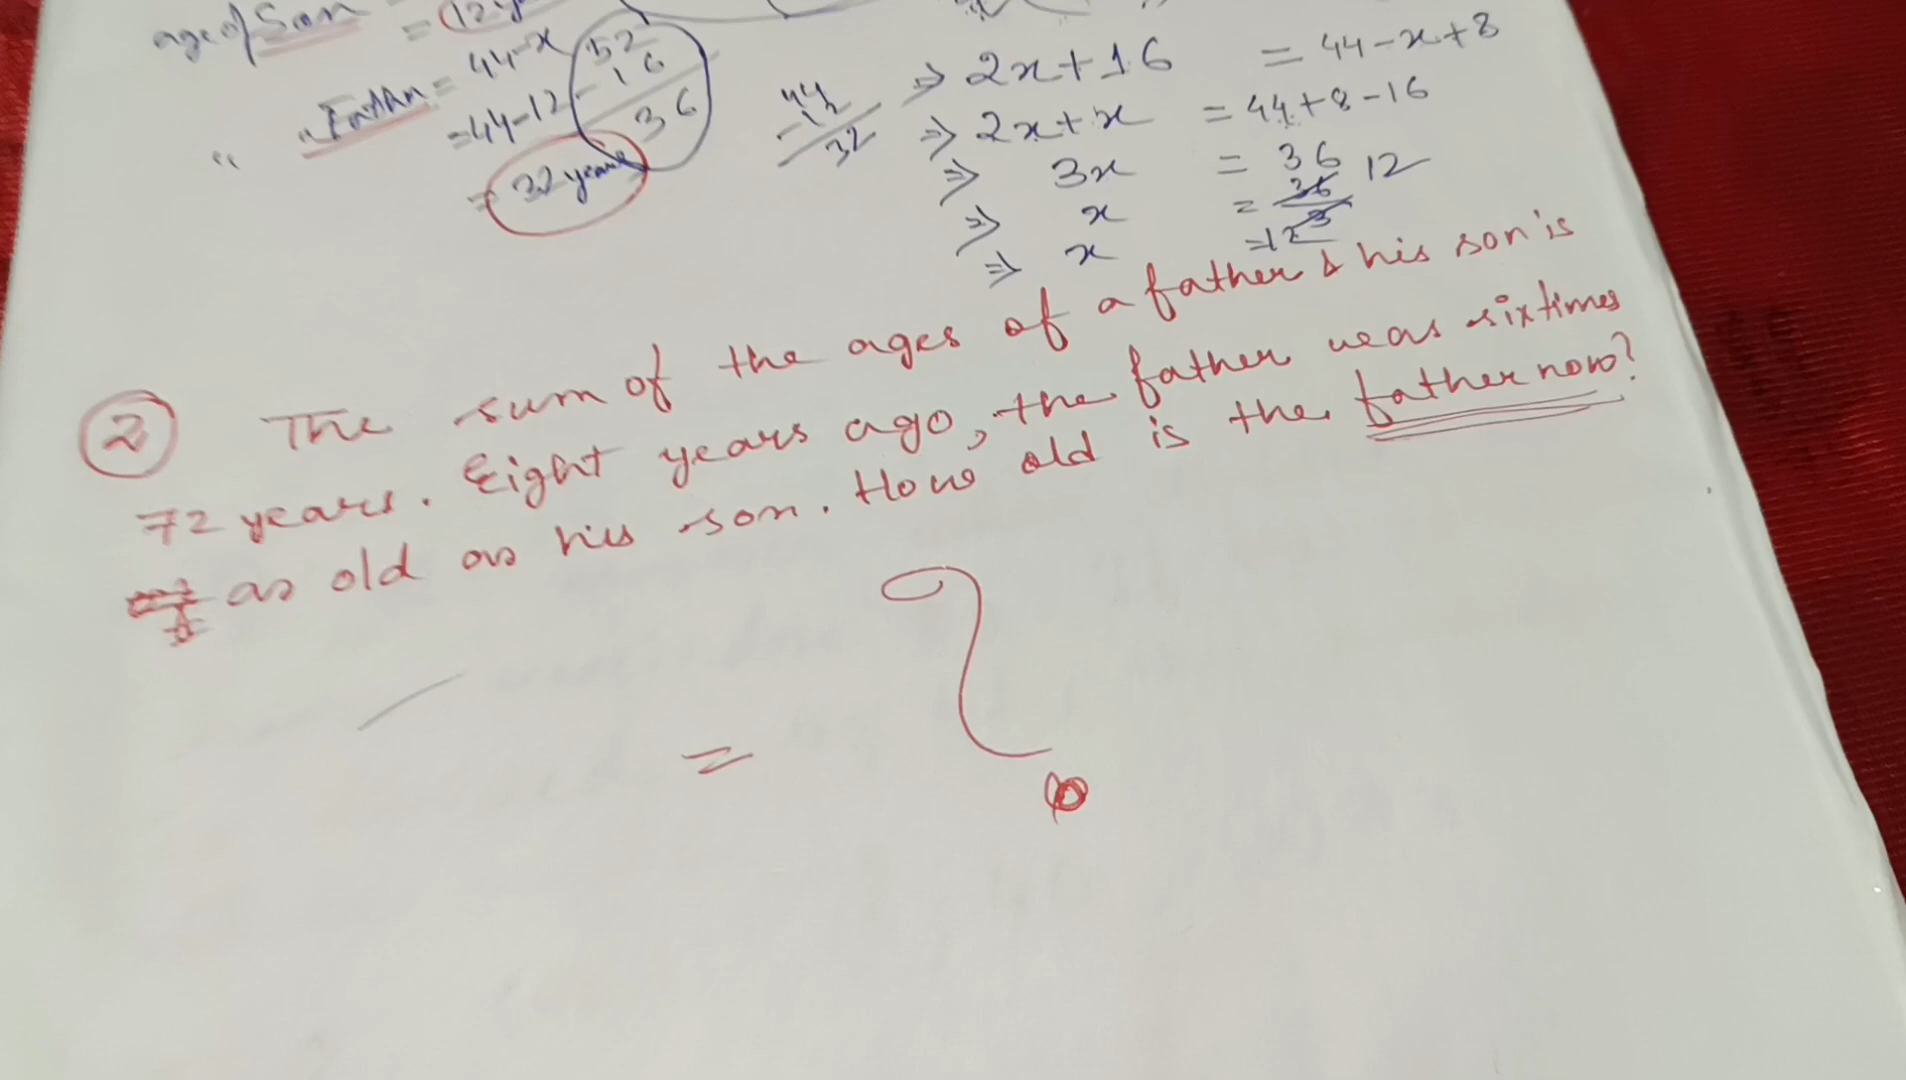 age of Son = 12 y
" Father = 44-x
= 44-12
= 32 years
52
- 16
36
44
- 12
32
⇒ 2x+16 = 44-x+8
⇒ 2x+x = 44+8-16
⇒ 3x = 36
⇒ x = 36/3 12
⇒ x = 12
2 The sum of the ages of a father & his son is
72 years. Eight years ago, the father was six times
as old as his son. How old is the father now?
=